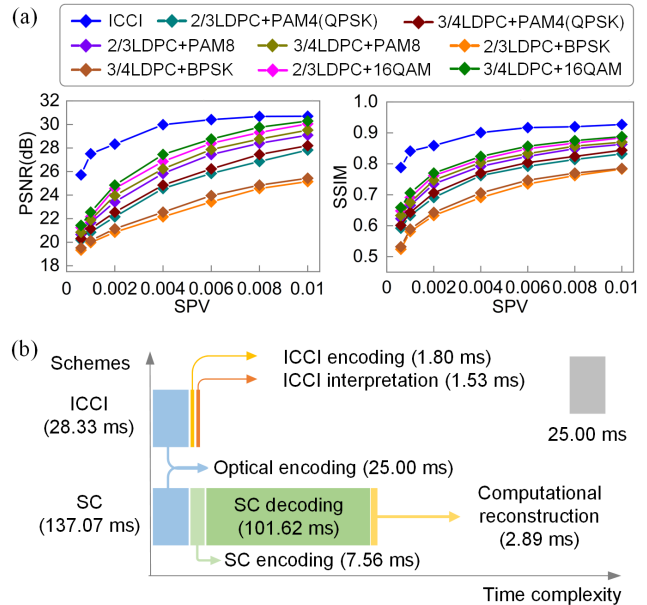 (a)
ICCI 2/3LDPC+PAM4(QPSK) 3/4LDPC+PAM4(QPSK)
2/3LDPC+PAM8 3/4LDPC+PAM8 2/3LDPC+BPSK
3/4LDPC+BPSK 2/3LDPC+16QAM 3/4LDPC+16QAM
PSNR(dB)
32
30
28
26
24
22
20
18
0 0.002 0.004 0.006 0.008 0.01
SPV
SSIM
1.0
0.9
0.8
0.7
0.6
0.5
0 0.002 0.004 0.006 0.008 0.01
SPV
(b)
Schemes
ICCI encoding (1.80 ms)
ICCI interpretation (1.53 ms)
ICCI
(28.33 ms)
25.00 ms
Optical encoding (25.00 ms)
SC
(137.07 ms)
SC decoding
(101.62 ms)
Computational
reconstruction
(2.89 ms)
SC encoding (7.56 ms)
Time complexity